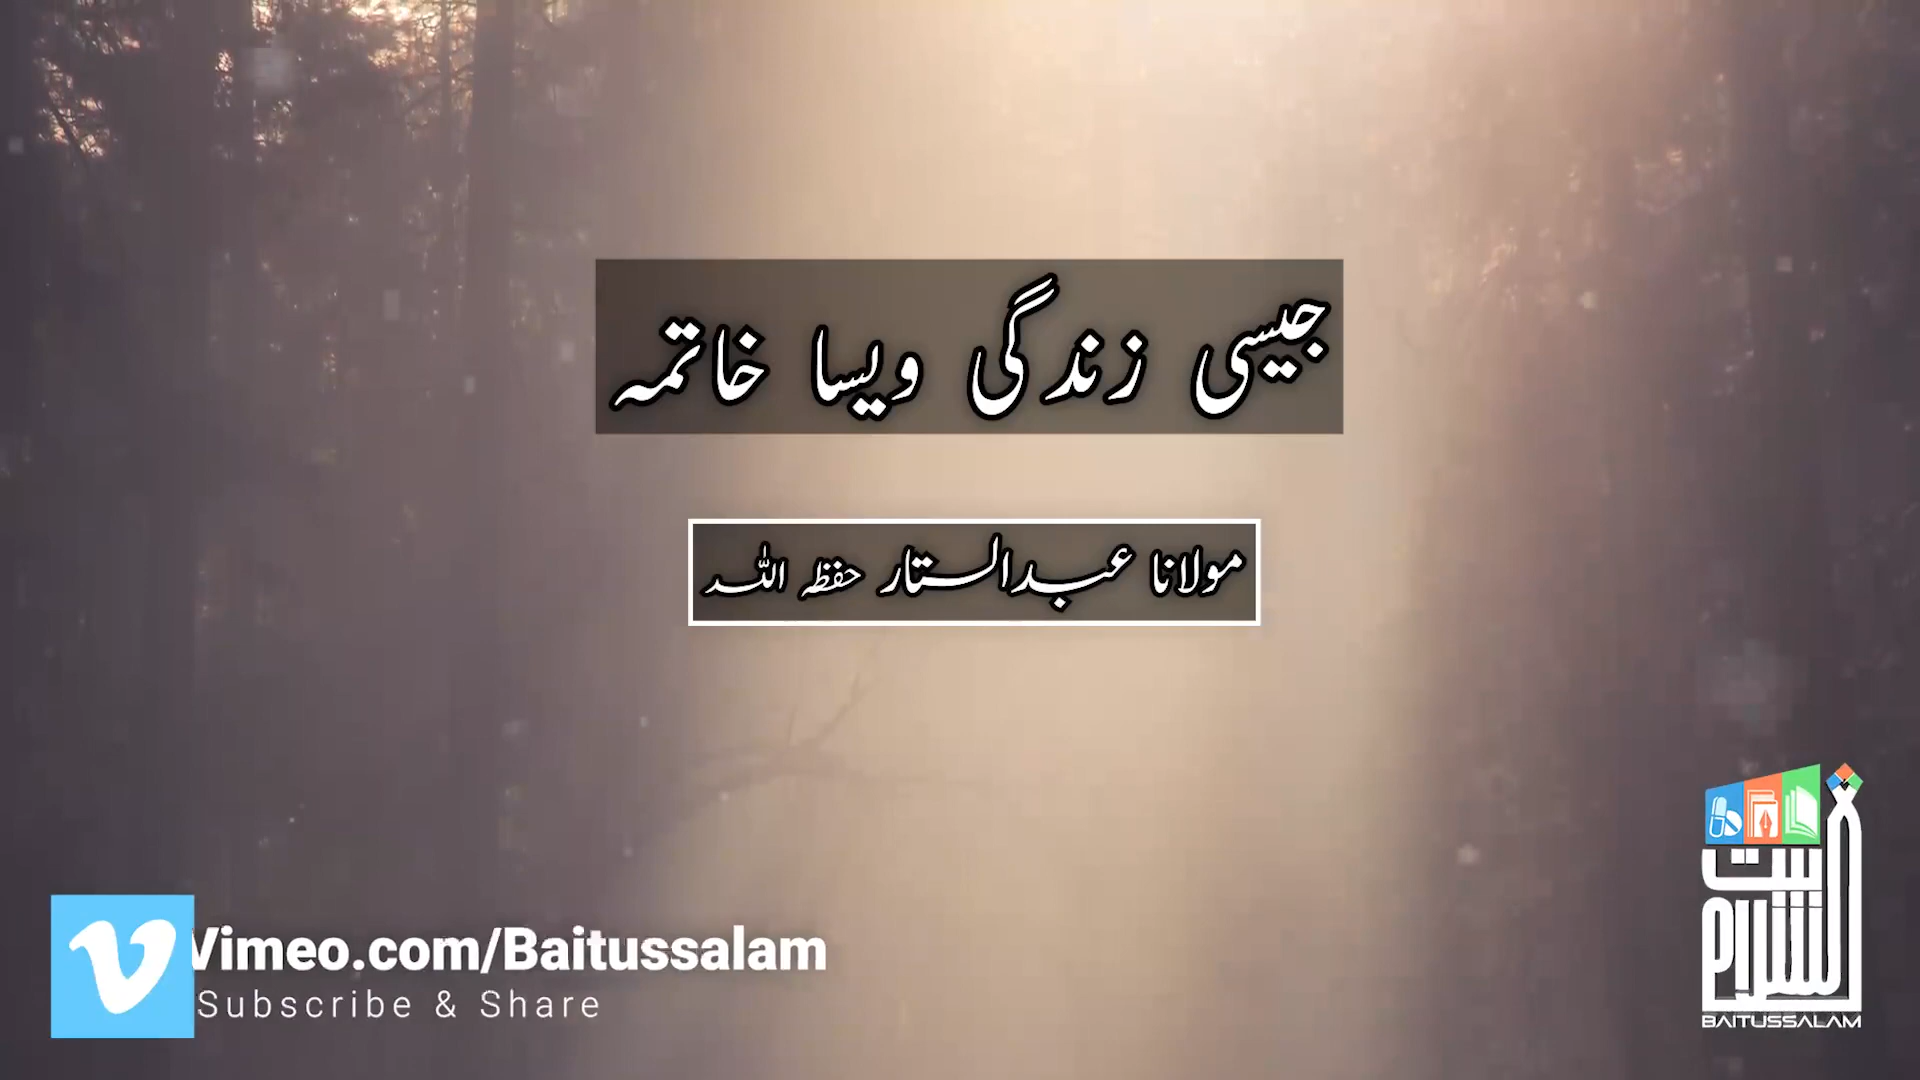 جیسی زندگی ویسا خاتمہ
مولانا عبدالستار حفظہ اللہ
Vimeo.com/Baitussalam
Subscribe & Share
بیت السلام
BAITUSSALAM